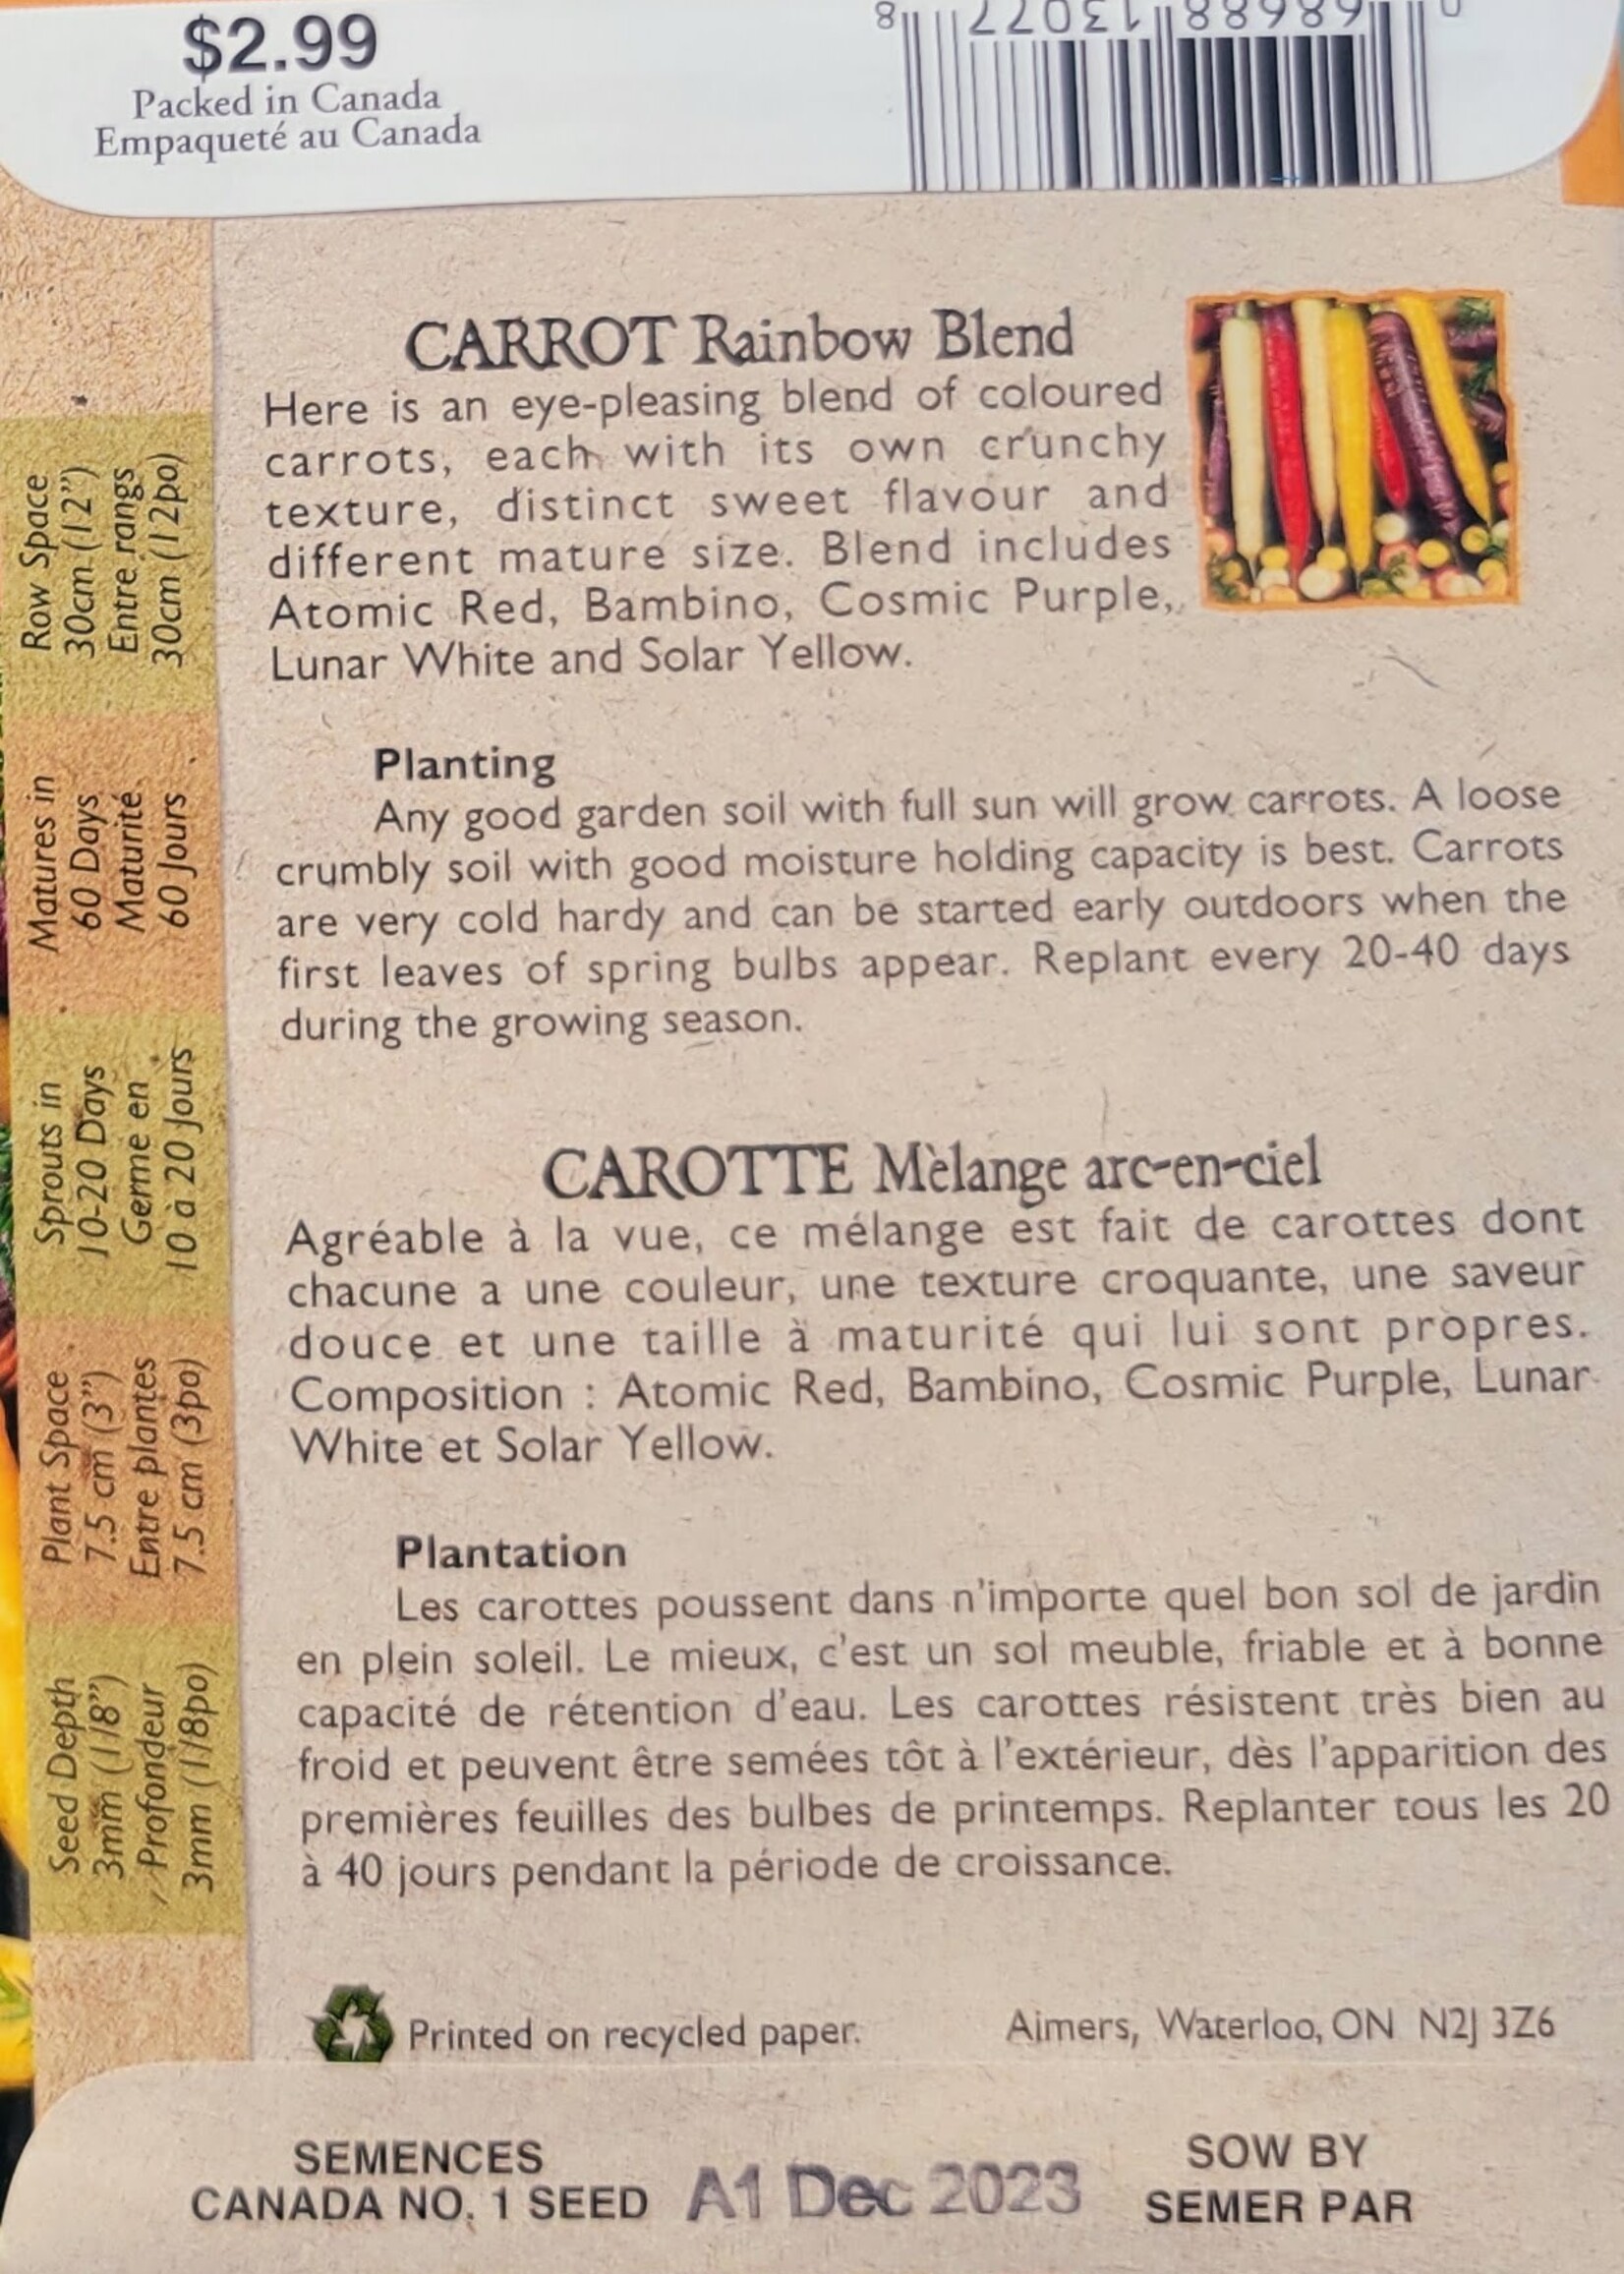 $2.99
Packed in Canada
Empaqueté au Canada
0 68688 13077 8
CARROT Rainbow Blend
Here is an eye-pleasing blend of coloured
carrots, each with its own crunchy
texture, distinct sweet flavour and
different mature size. Blend includes
Atomic Red, Bambino, Cosmic Purple,
Lunar White and Solar Yellow.
Planting
Any good garden soil with full sun will grow carrots. A loose
crumbly soil with good moisture holding capacity is best. Carrots
are very cold hardy and can be started early outdoors when the
first leaves of spring bulbs appear. Replant every 20-40 days
during the growing season.
CAROTTE Mèlange arc-en-ciel
Agréable à la vue, ce mélange est fait de carottes dont
chacune a une couleur, une texture croquante, une saveur
douce et une taille à maturité qui lui sont propres.
Composition : Atomic Red, Bambino, Cosmic Purple, Lunar
White et Solar Yellow.
Plantation
Les carottes poussent dans n'importe quel bon sol de jardin
en plein soleil. Le mieux, c'est un sol meuble, friable et à bonne
capacité de rétention d'eau. Les carottes résistent très bien au
froid et peuvent être semées tôt à l'extérieur, dès l'apparition des
premières feuilles des bulbes de printemps. Replanter tous les 20
à 40 jours pendant la période de croissance.
Seed Depth
3mm (1/8")
Profondeur
3mm (1/8po)
Plant Space
7.5 cm (3")
Entre plantes
7.5 cm (3po)
Sprouts in
10-20 Days
Germe en
10 à 20 Jours
Matures in
60 Days
Maturité
60 Jours
Row Space
30cm (12")
Entre rangs
30cm (12po)
Printed on recycled paper.
Aimers, Waterloo, ON N2J 3Z6
SEMENCES
CANADA NO. 1 SEED
A1 Dec 2023
SOW BY
SEMER PAR